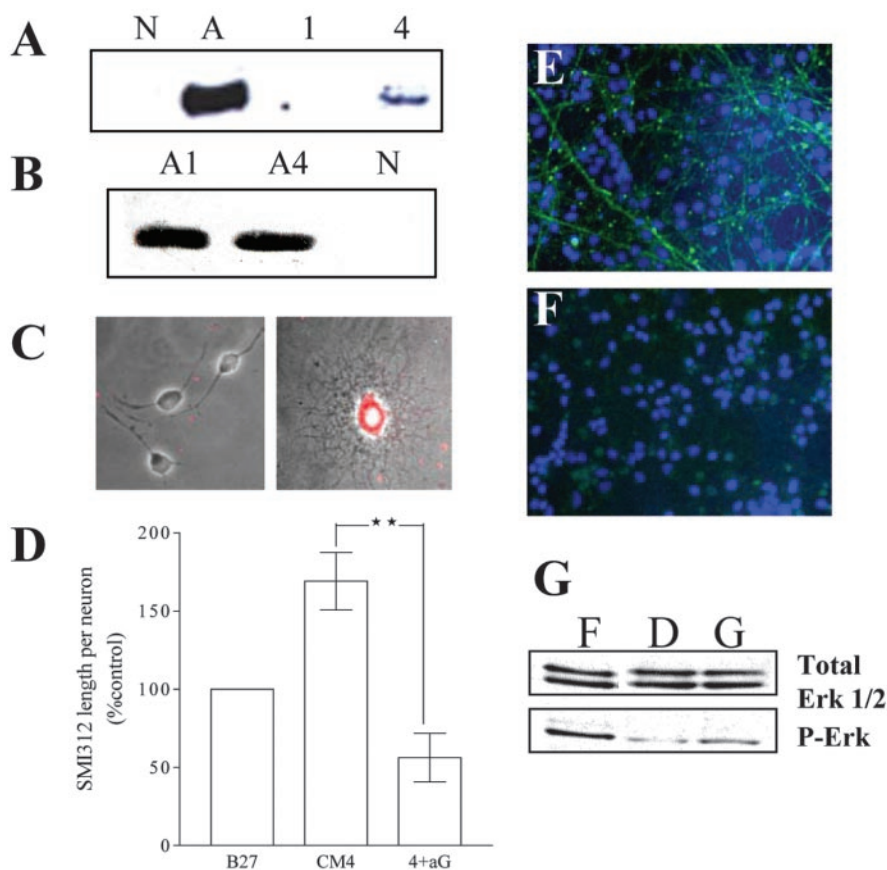 A
N A 1 4
B
A1 A4 N
C
D
SMI312 length per neuron
(%control)
200
150
100
50
0
★★
B27 CM4 4+aG
E
F
G
F D G
Total
Erk 1/2
P-Erk